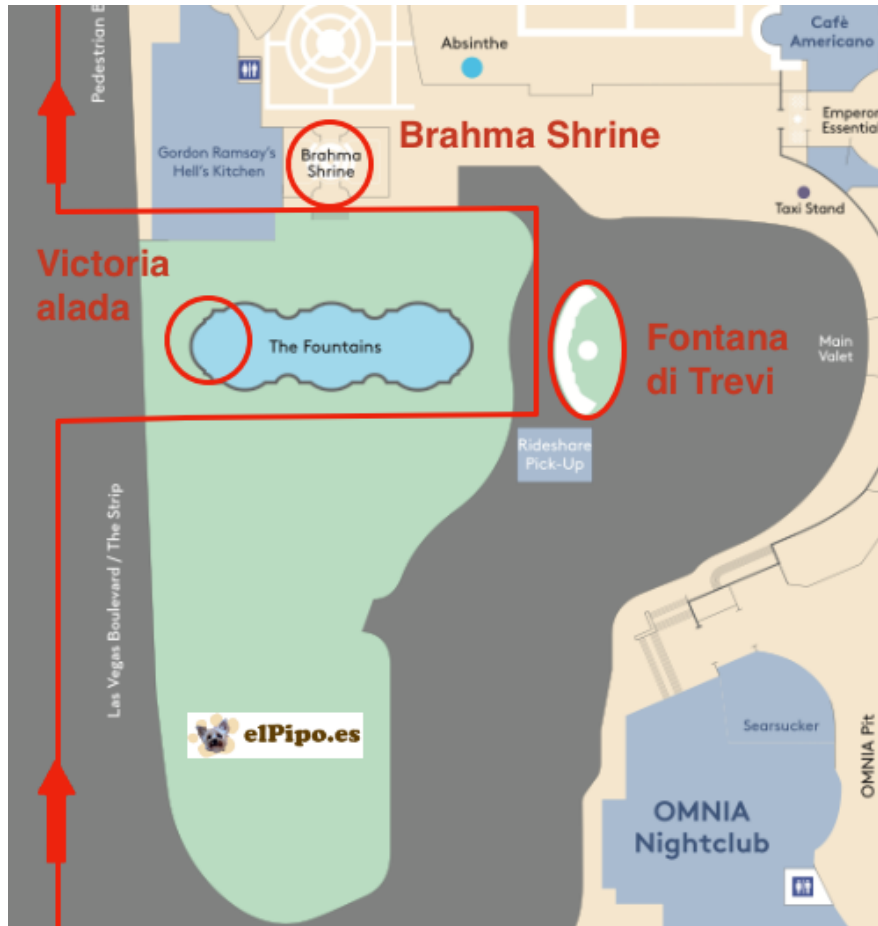 Pedestrian B
Absinthe
Cafè
Americano
Gordon Ramsay's
Hell's Kitchen
Brahma
Shrine
Brahma Shrine
Emperor
Essential
Taxi Stand
Victoria
alada
The Fountains
Fontana
di Trevi
Main
Valet
Rideshare
Pick-Up
Las Vegas Boulevard / The Strip
elPipo.es
Searsucker
OMNIA Pit
OMNIA
Nightclub